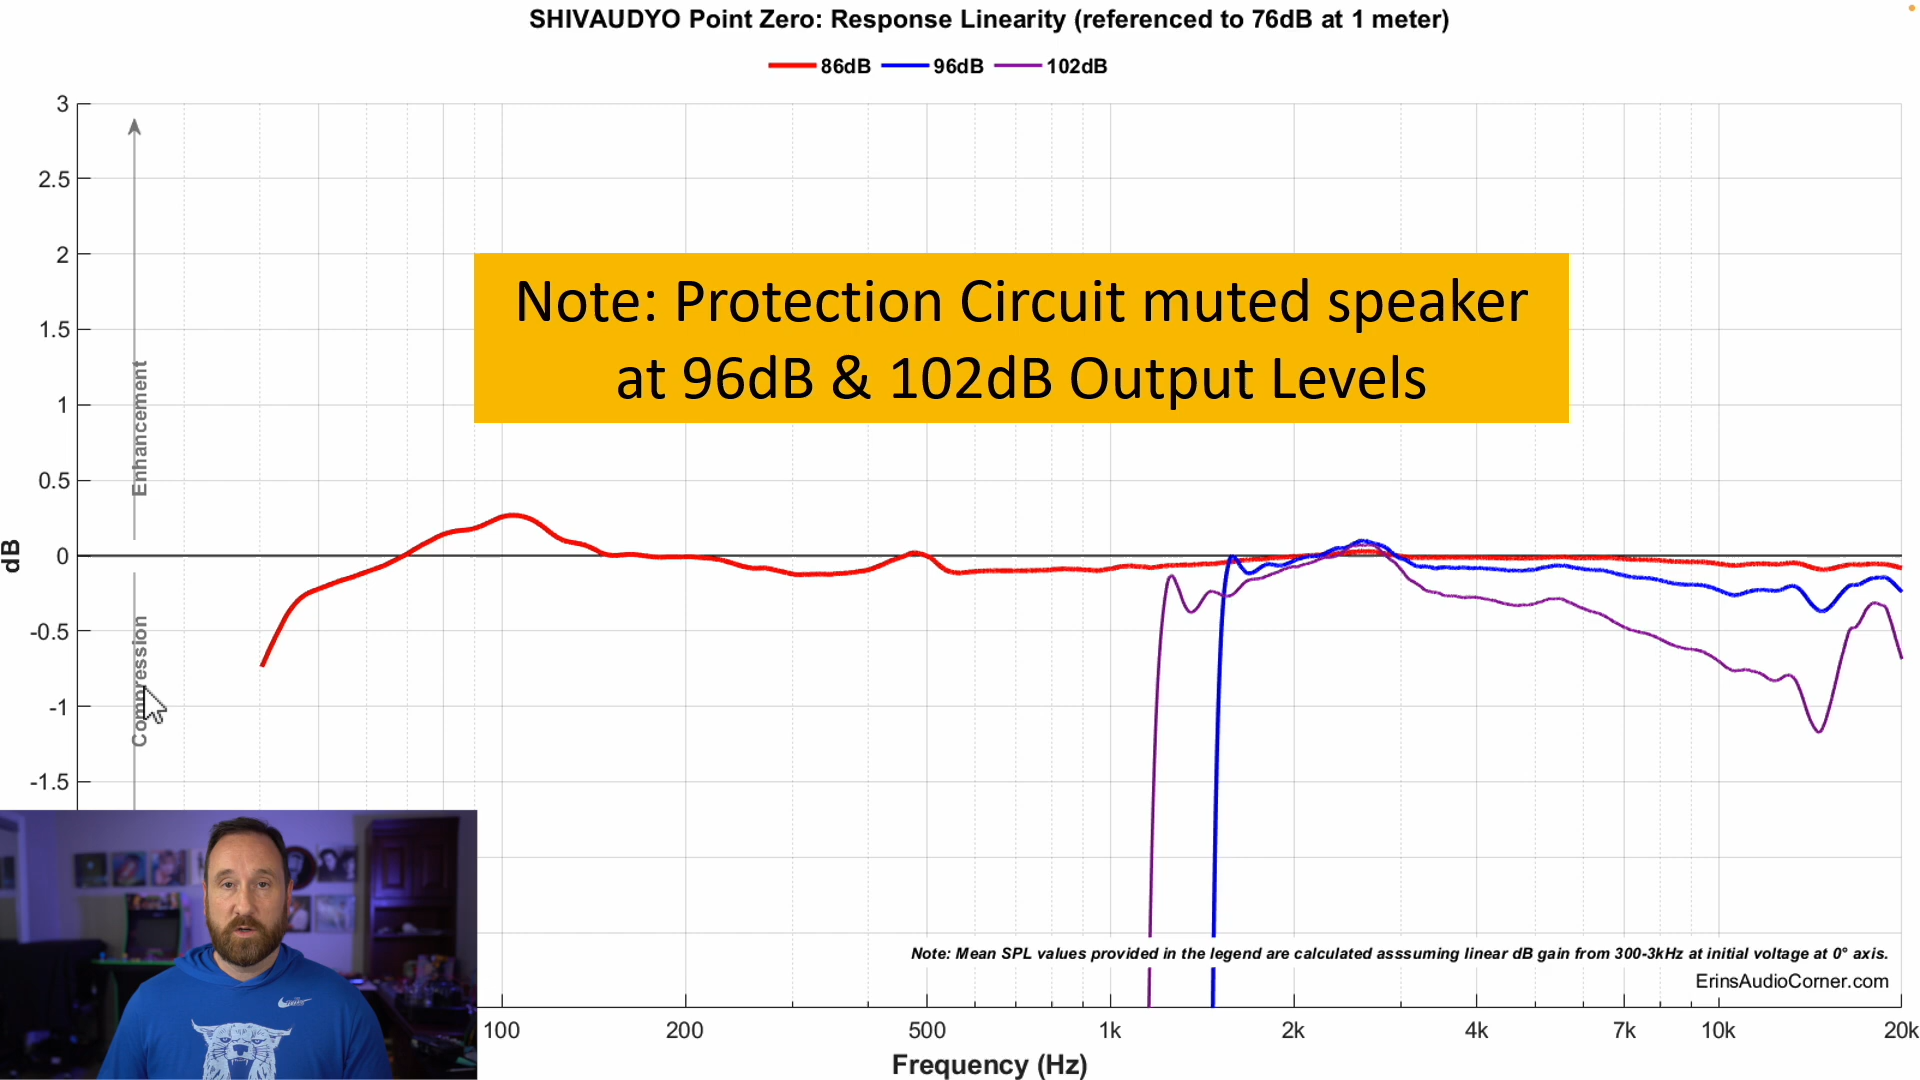 SHIVAUDYO Point Zero: Response Linearity (referenced to 76dB at 1 meter)
86dB 96dB 102dB
3
2.5
2
1.5
1
0.5
0
-0.5
-1
-1.5
dB
Enhancement
Compression
Note: Protection Circuit muted speaker
at 96dB & 102dB Output Levels
Note: Mean SPL values provided in the legend are calculated asssuming linear dB gain from 300-3kHz at initial voltage at 0° axis.
ErinsAudioCorner.com
100 200 500 1k 2k 4k 7k 10k 20k
Frequency (Hz)